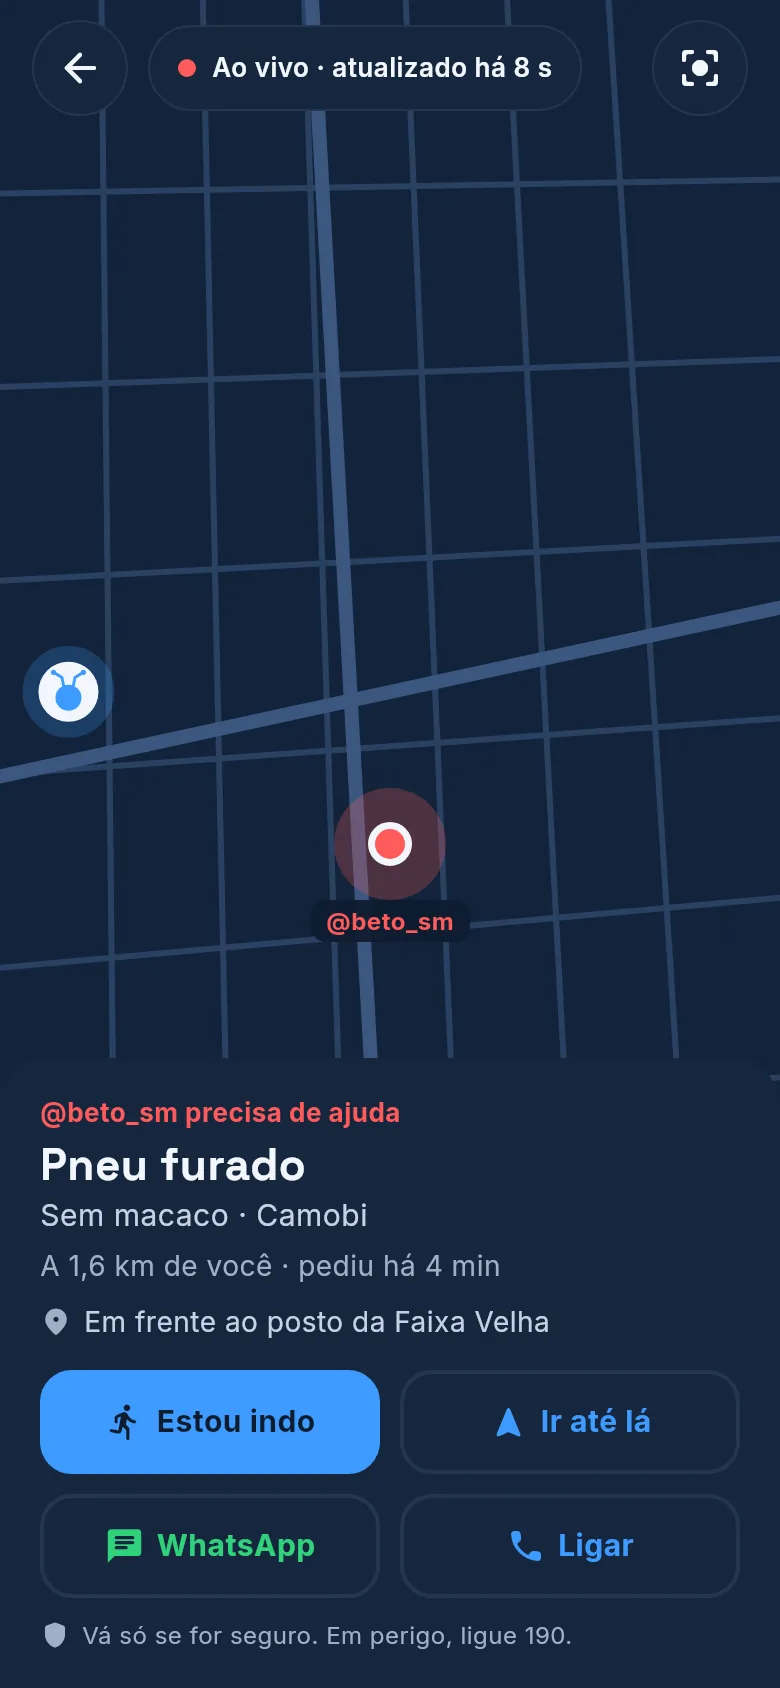 Ao vivo · atualizado há 8 s
@beto_sm
@beto_sm precisa de ajuda
Pneu furado
Sem macaco · Camobi
A 1,6 km de você · pediu há 4 min
Em frente ao posto da Faixa Velha
Estou indo
Ir até lá
WhatsApp
Ligar
Vá só se for seguro. Em perigo, ligue 190.